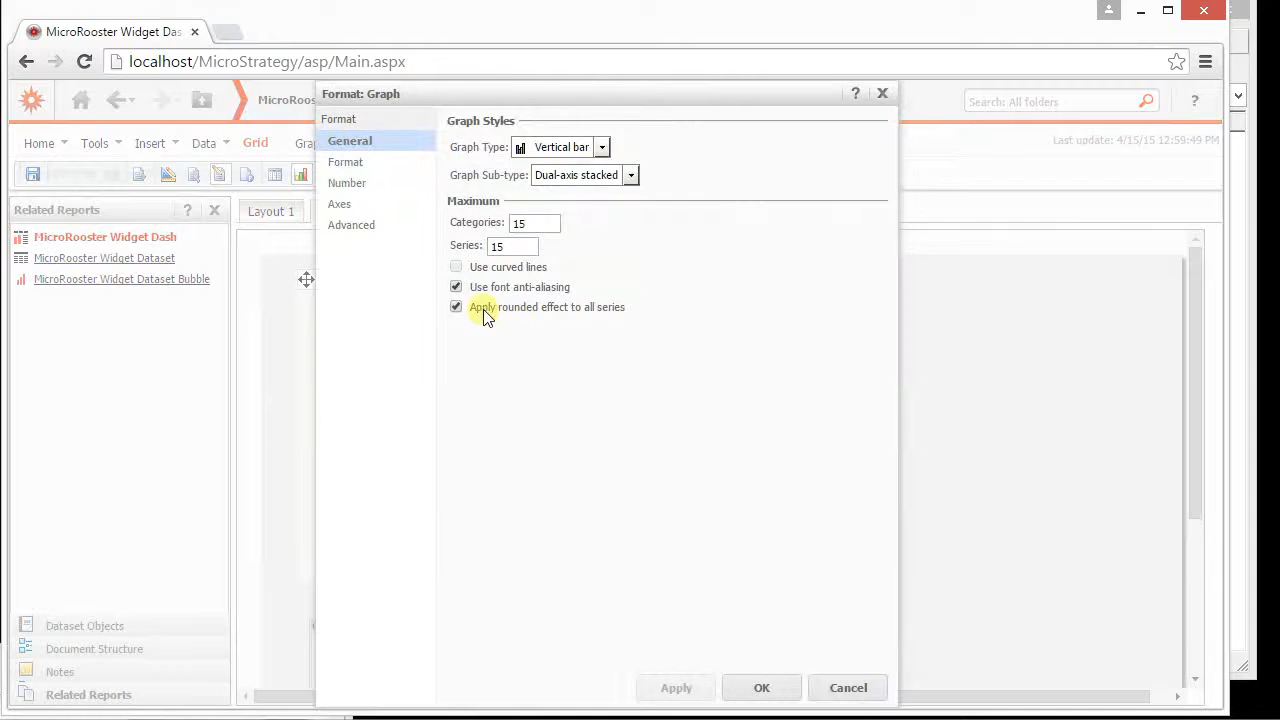 MicroRooster Widget Das
localhost/MicroStrategy/asp/Main.aspx
MicroRoos
Search: All folders
?
Home
Tools
Insert
Data
Grid
Gra
Last update: 4/15/15 12:59:49 PM
Related Reports
?
MicroRooster Widget Dash
MicroRooster Widget Dataset
MicroRooster Widget Dataset Bubble
Dataset Objects
Document Structure
Notes
Related Reports
Layout 1
Format: Graph
?
Format
General
Format
Number
Axes
Advanced
Graph Styles
Graph Type: Vertical bar
Graph Sub-type: Dual-axis stacked
Maximum
Categories: 15
Series: 15
Use curved lines
Use font anti-aliasing
Apply rounded effect to all series
Apply
OK
Cancel